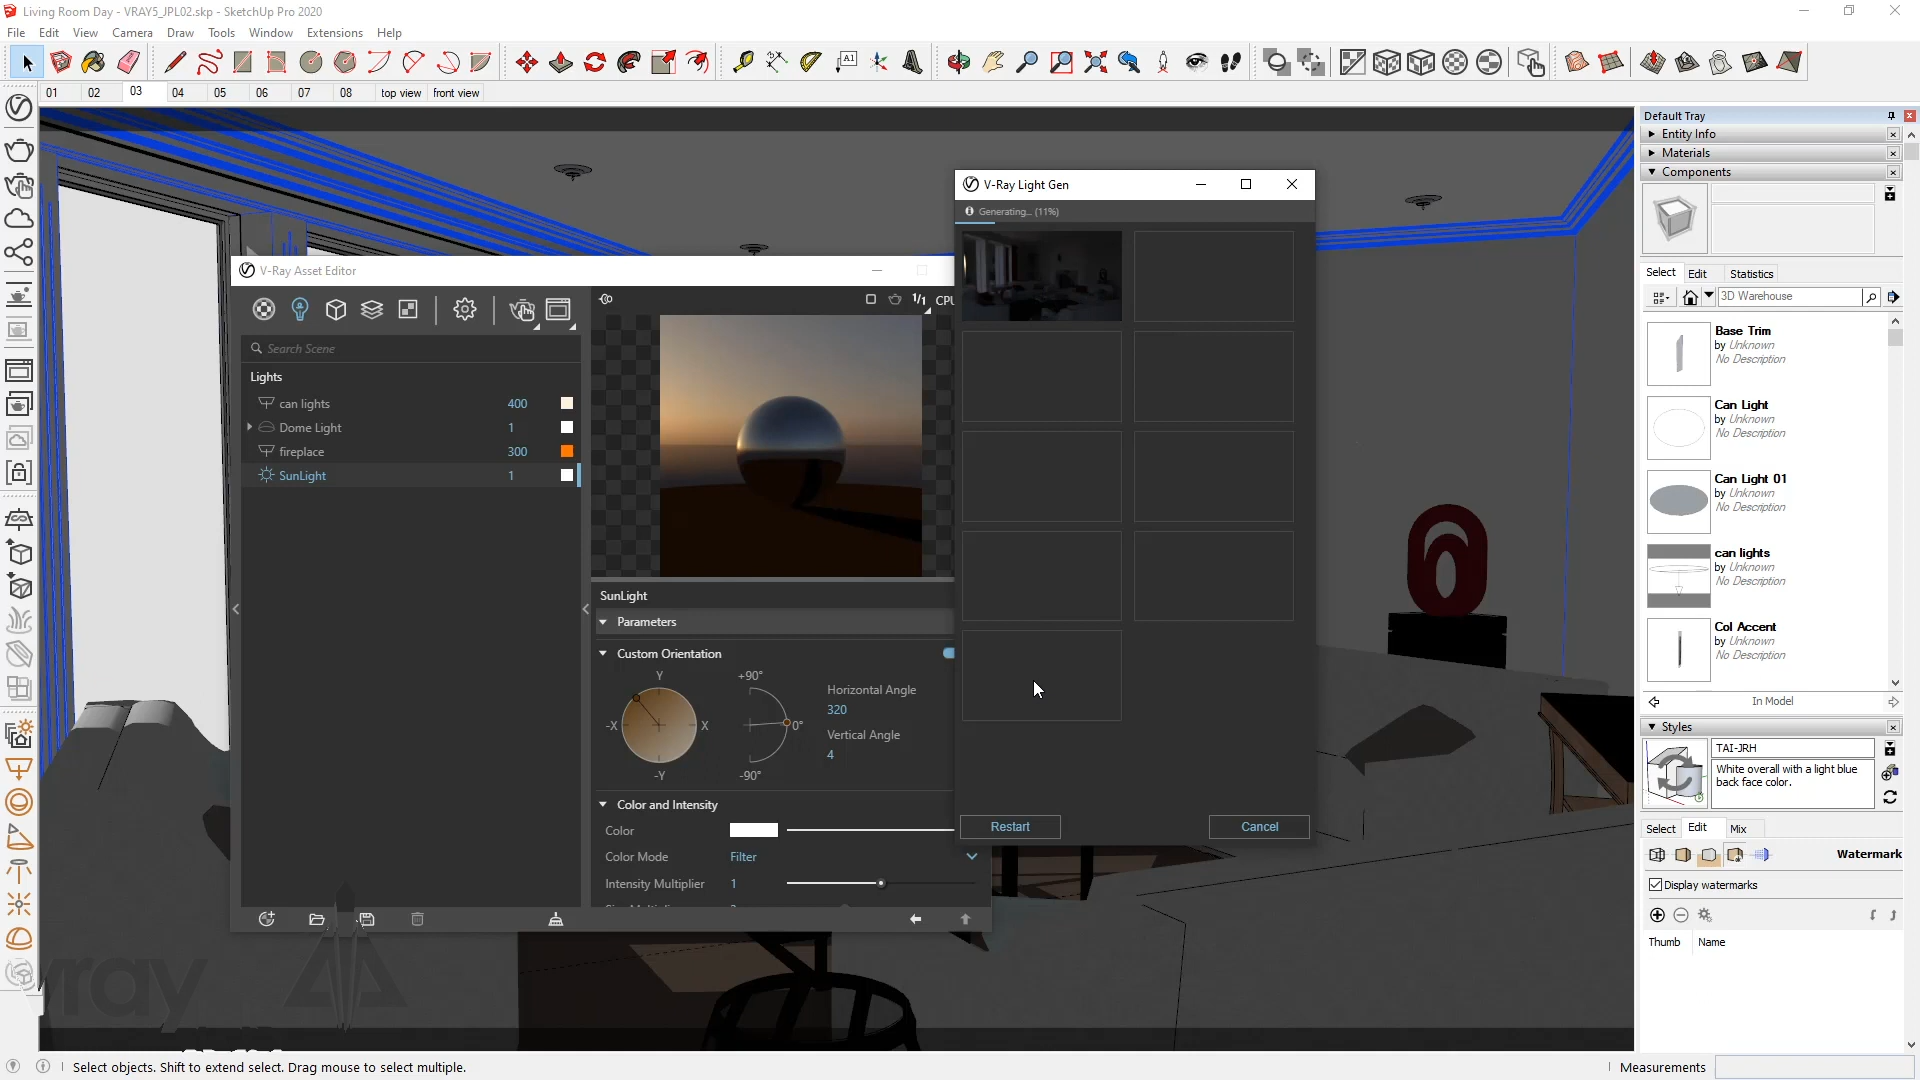 Living Room Day - VRAY5_JPL02.skp - SketchUp Pro 2020
File Edit View Camera Draw Tools Window Extensions Help
01 02 03 04 05 06 07 08 top view front view
V-Ray Asset Editor
1/1 CPU
Search Scene
Lights
can lights 400
Dome Light 1
fireplace 300
SunLight 1
SunLight
Parameters
Custom Orientation
Y
-X X
-Y
+90°
0°
-90°
Horizontal Angle
320
Vertical Angle
4
Color and Intensity
Color
Color Mode Filter
Intensity Multiplier 1
V-Ray Light Gen
Generating... (11%)
Restart Cancel
6
vray
Default Tray
Entity Info
Materials
Components
Select Edit Statistics
3D Warehouse
Base Trim
by Unknown
No Description
Can Light
by Unknown
No Description
Can Light 01
by Unknown
No Description
can lights
by Unknown
No Description
Col Accent
by Unknown
No Description
In Model
Styles
TAI-JRH
White overall with a light blue
back face color.
Select Edit Mix
Watermark
Display watermarks
Thumb Name
Select objects. Shift to extend select. Drag mouse to select multiple.
Measurements